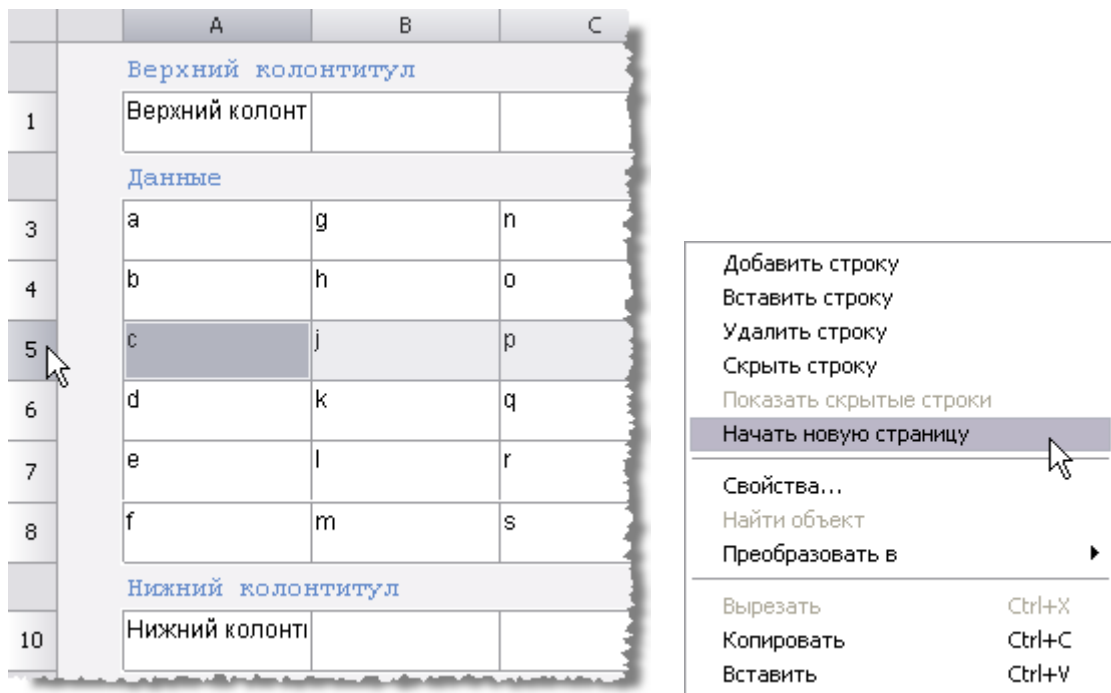 A B C
Верхний колонтитул
1 Верхний колонт
Данные
3 a g n
4 b h o
5 c j p
6 d k q
7 e l r
8 f m s
Нижний колонтитул
10 Нижний колонт
Добавить строку
Вставить строку
Удалить строку
Скрыть строку
Показать скрытые строки
Начать новую страницу
Свойства...
Найти объект
Преобразовать в
Вырезать Ctrl+X
Копировать Ctrl+C
Вставить Ctrl+V